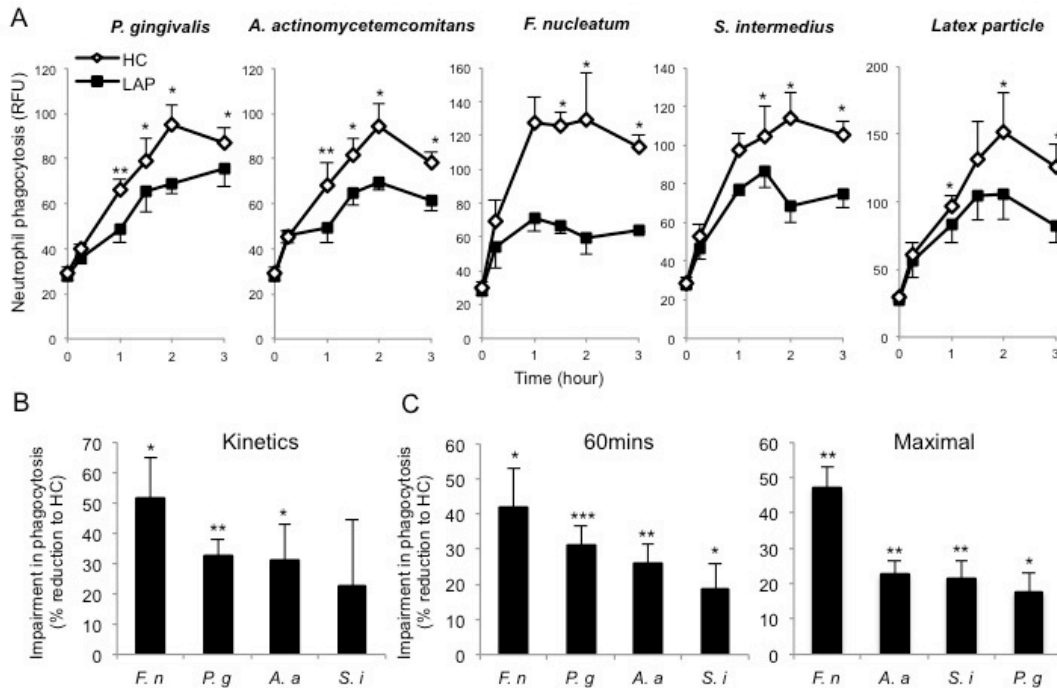 A
P. gingivalis
A. actinomycetemcomitans
F. nucleatum
S. intermedius
Latex particle
HC
LAP
Neutrophil phagocytosis (RFU)
120
100
80
60
40
20
0
** * * *
0 1 2 3
120
100
80
60
40
20
0
** * * *
0 1 2 3
160
140
120
100
80
60
40
20
0
* * *
0 1 2 3
140
120
100
80
60
40
20
0
* * *
0 1 2 3
200
150
100
50
0
* * *
0 1 2 3
Time (hour)
B
Kinetics
Impairment in phagocytosis
(% reduction to HC)
70
60
50
40
30
20
10
0
* ** *
F. n P. g A. a S. i
C
60mins
Impairment in phagocytosis
(% reduction to HC)
60
50
40
30
20
10
0
* *** ** *
F. n P. g A. a S. i
Maximal
60
50
40
30
20
10
0
** ** ** *
F. n A. a S. i P. g